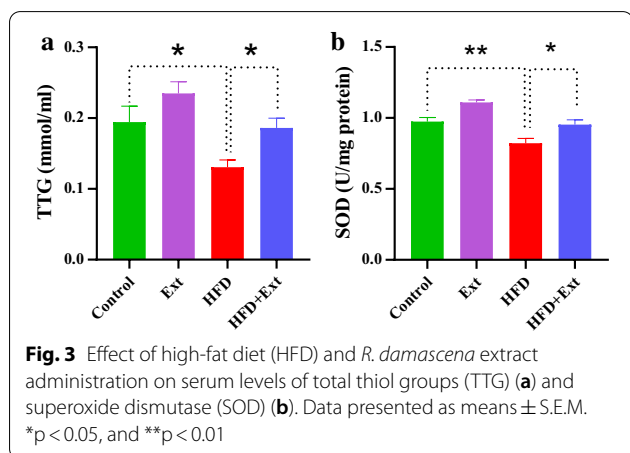 a
b
* *
** *
TTG (mmol/ml)
0.3
0.2
0.1
0.0
Control Ext HFD HFD+Ext
SOD (U/mg protein)
1.5
1.0
0.5
0.0
Control Ext HFD HFD+Ext
Fig. 3 Effect of high-fat diet (HFD) and R. damascena extract
administration on serum levels of total thiol groups (TTG) (a) and
superoxide dismutase (SOD) (b). Data presented as means ± S.E.M.
*p < 0.05, and **p < 0.01